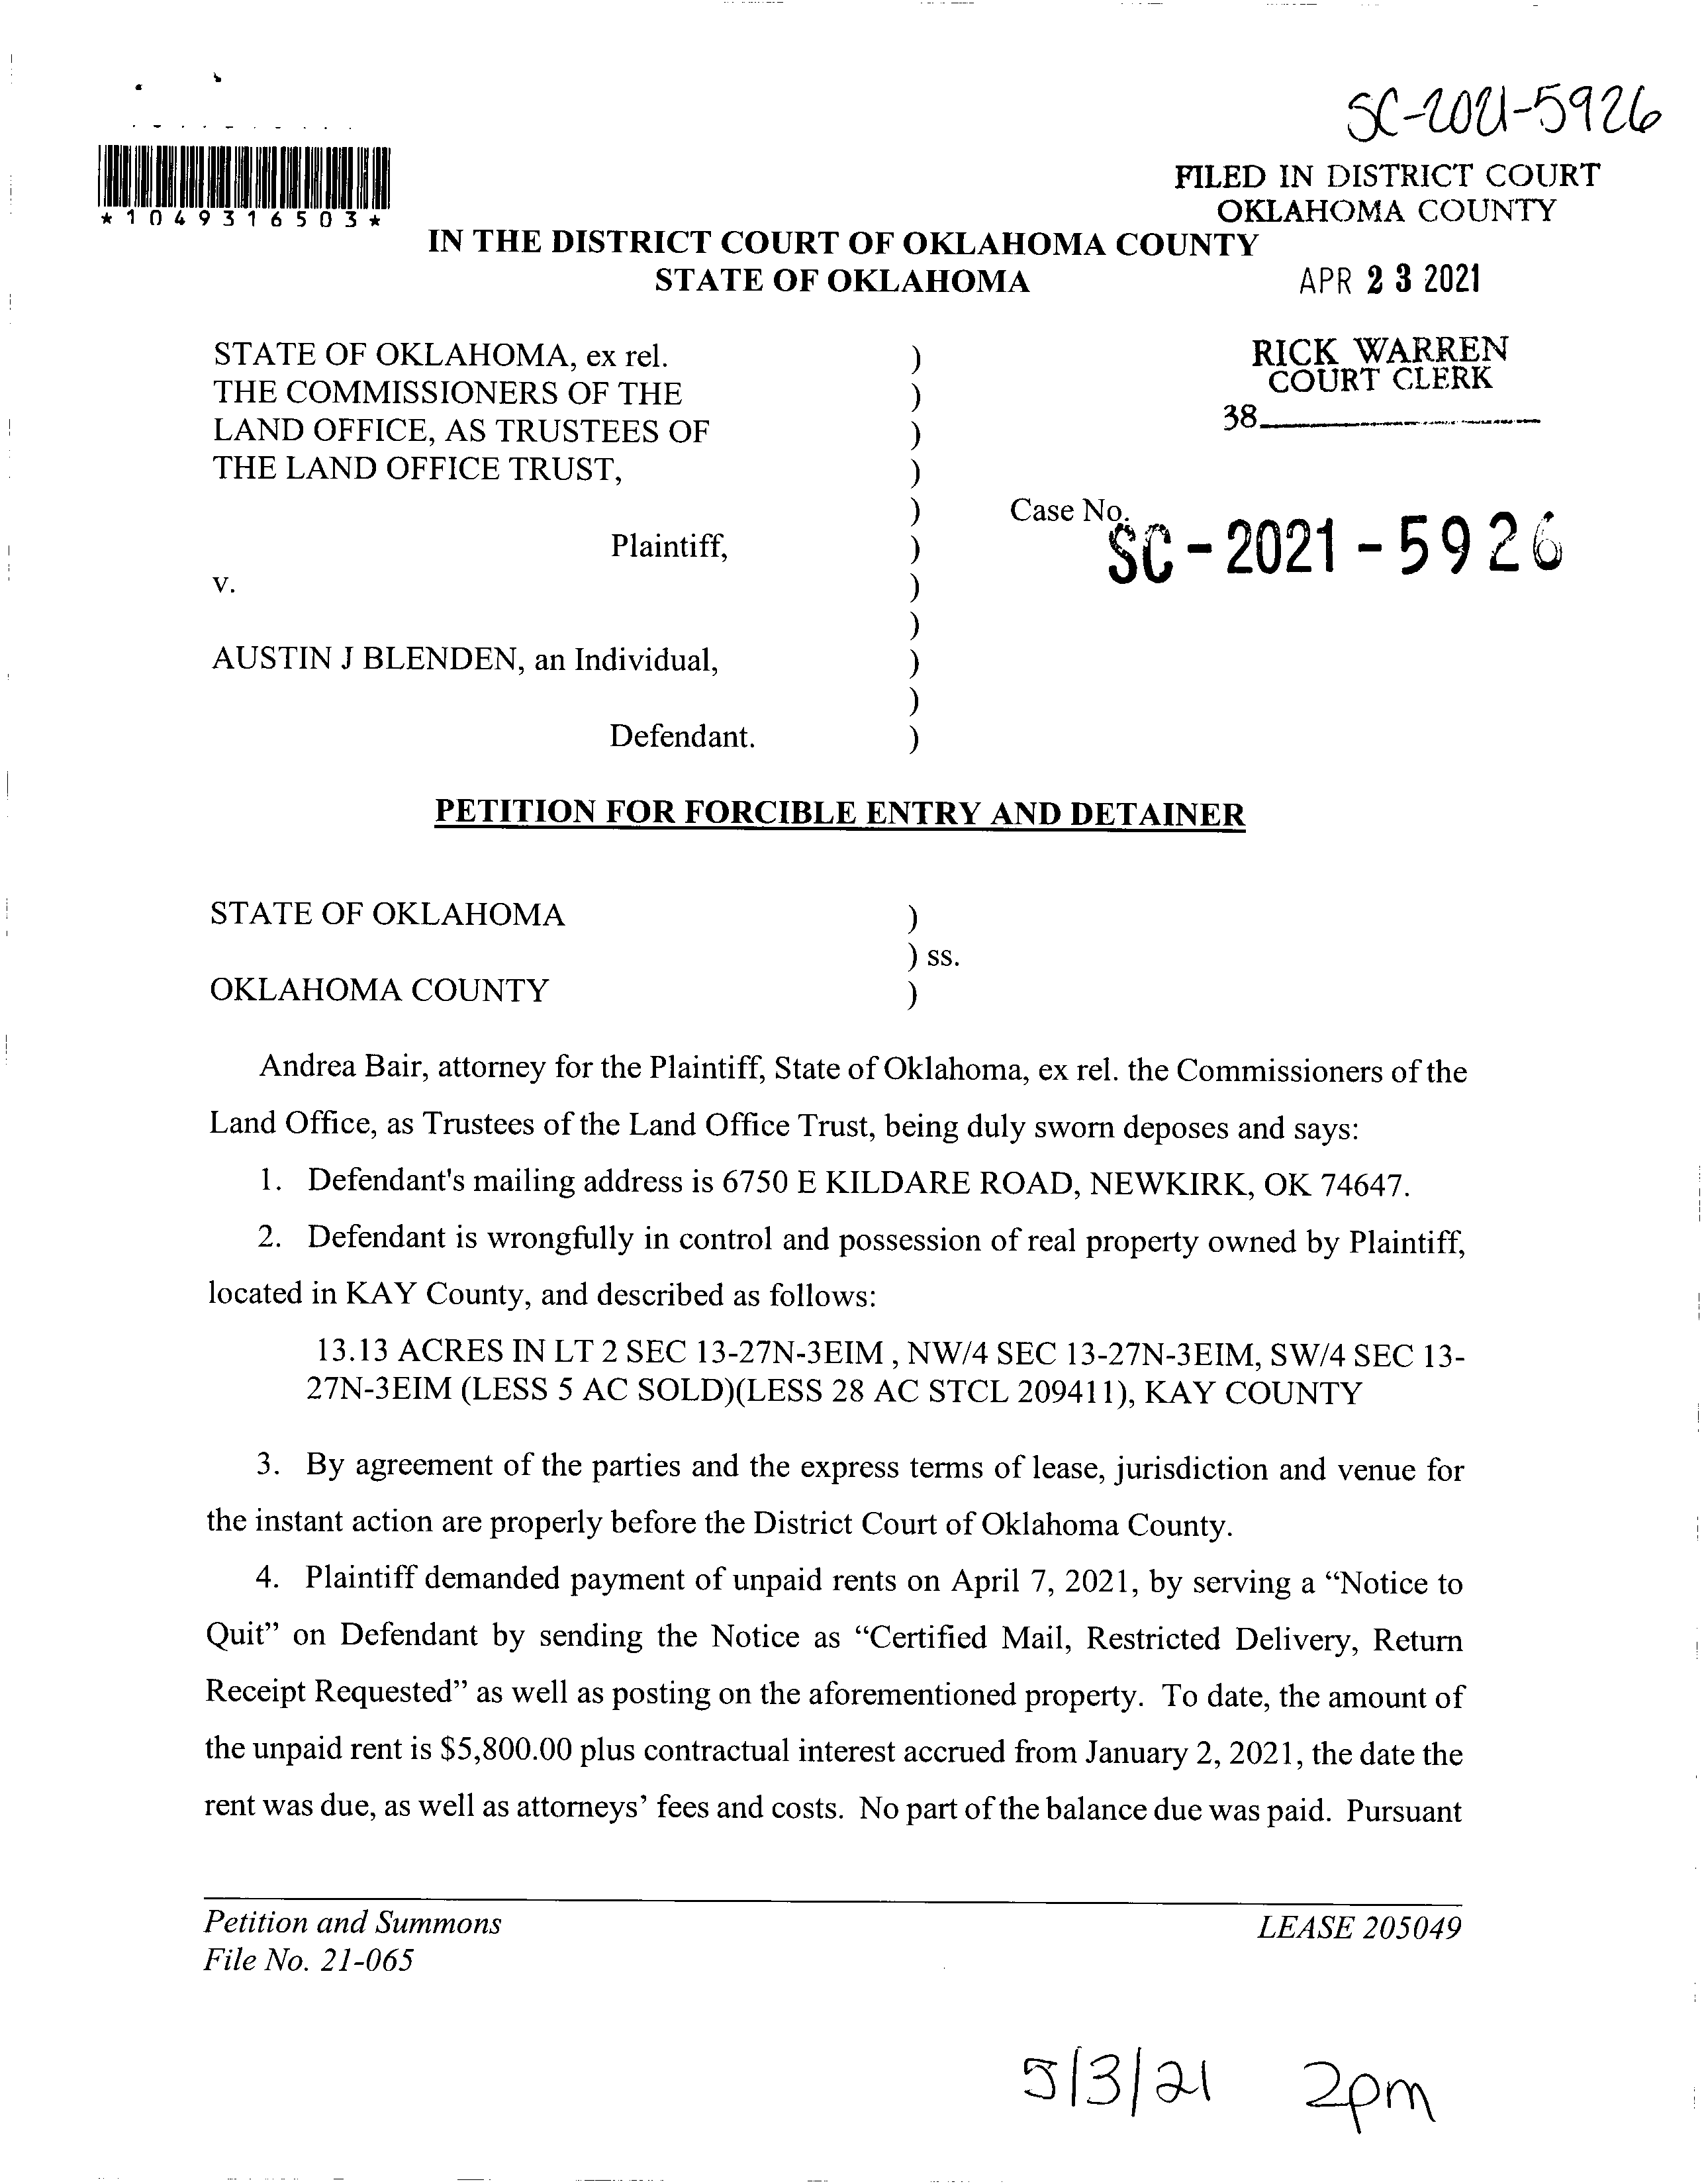 SC-2021-5926
FILED IN DISTRICT COURT
OKLAHOMA COUNTY
*1049316503*
IN THE DISTRICT COURT OF OKLAHOMA COUNTY
STATE OF OKLAHOMA
APR 23 2021
RICK WARREN
COURT CLERK
38
STATE OF OKLAHOMA, ex rel. )
THE COMMISSIONERS OF THE )
LAND OFFICE, AS TRUSTEES OF )
THE LAND OFFICE TRUST, )
)
Case No.
SC-2021-5926
Plaintiff, )
v. )
)
AUSTIN J BLENDEN, an Individual, )
)
Defendant. )
PETITION FOR FORCIBLE ENTRY AND DETAINER
STATE OF OKLAHOMA )
) ss.
OKLAHOMA COUNTY )
Andrea Bair, attorney for the Plaintiff, State of Oklahoma, ex rel. the Commissioners of the
Land Office, as Trustees of the Land Office Trust, being duly sworn deposes and says:
1. Defendant's mailing address is 6750 E KILDARE ROAD, NEWKIRK, OK 74647.
2. Defendant is wrongfully in control and possession of real property owned by Plaintiff,
located in KAY County, and described as follows:
13.13 ACRES IN LT 2 SEC 13-27N-3EIM , NW/4 SEC 13-27N-3EIM, SW/4 SEC 13-
27N-3EIM (LESS 5 AC SOLD)(LESS 28 AC STCL 209411), KAY COUNTY
3. By agreement of the parties and the express terms of lease, jurisdiction and venue for
the instant action are properly before the District Court of Oklahoma County.
4. Plaintiff demanded payment of unpaid rents on April 7, 2021, by serving a “Notice to
Quit” on Defendant by sending the Notice as “Certified Mail, Restricted Delivery, Return
Receipt Requested” as well as posting on the aforementioned property. To date, the amount of
the unpaid rent is $5,800.00 plus contractual interest accrued from January 2, 2021, the date the
rent was due, as well as attorneys’ fees and costs. No part of the balance due was paid. Pursuant
Petition and Summons
LEASE 205049
File No. 21-065
5/3/21 2pm